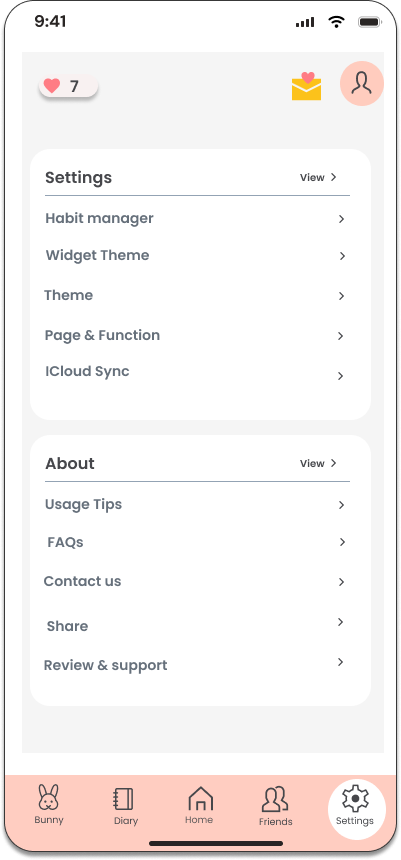 9:41
7
Settings View
Habit manager
Widget Theme
Theme
Page & Function
ICloud Sync
About View
Usage Tips
FAQs
Contact us
Share
Review & support
Bunny Diary Home Friends Settings